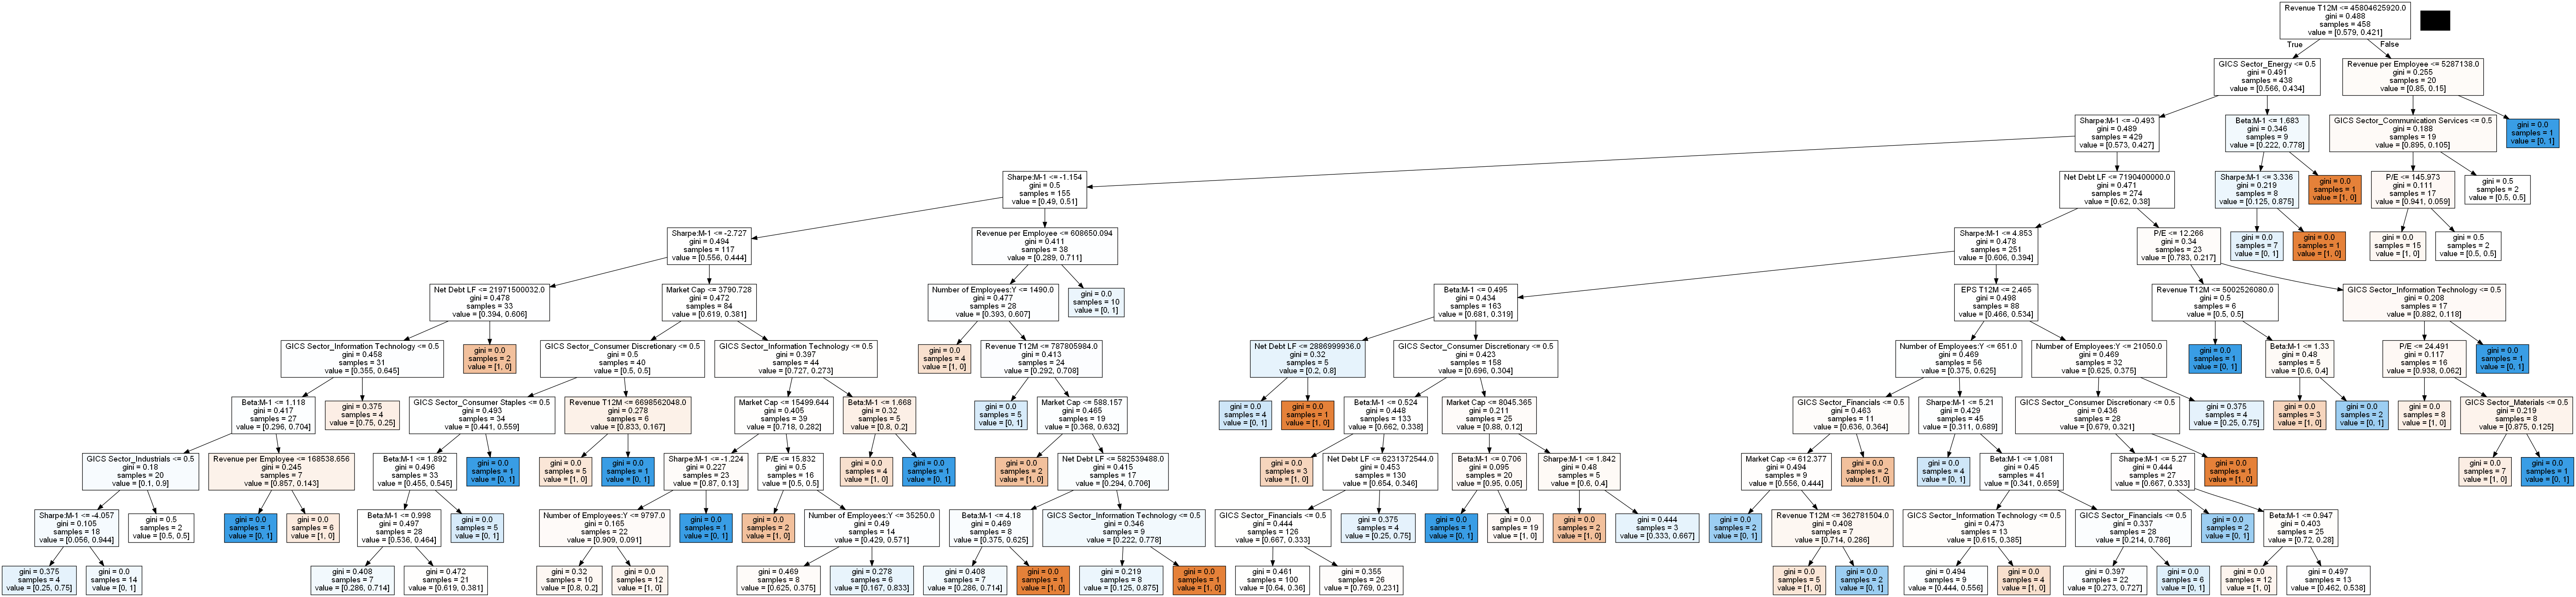 Revenue T12M <= 45804625920.0
gini = 0.488
samples = 458
value = [0.579, 0.421]
True
False
GICS Sector_Energy <= 0.5
gini = 0.491
samples = 438
value = [0.566, 0.434]
Revenue per Employee <= 5287138.0
gini = 0.255
samples = 20
value = [0.85, 0.15]
Sharpe:M-1 <= -0.493
gini = 0.489
samples = 429
value = [0.573, 0.427]
Beta:M-1 <= 1.683
gini = 0.346
samples = 9
value = [0.222, 0.778]
GICS Sector_Communication Services <= 0.5
gini = 0.188
samples = 19
value = [0.895, 0.105]
gini = 0.0
samples = 1
value = [0, 1]
Sharpe:M-1 <= -1.154
gini = 0.5
samples = 155
value = [0.49, 0.51]
Net Debt LF <= 7190400000.0
gini = 0.471
samples = 274
value = [0.62, 0.38]
Sharpe:M-1 <= 3.336
gini = 0.219
samples = 8
value = [0.125, 0.875]
gini = 0.0
samples = 1
value = [1, 0]
P/E <= 145.973
gini = 0.111
samples = 17
value = [0.941, 0.059]
gini = 0.5
samples = 2
value = [0.5, 0.5]
Sharpe:M-1 <= -2.727
gini = 0.494
samples = 117
value = [0.556, 0.444]
Revenue per Employee <= 608650.094
gini = 0.411
samples = 38
value = [0.289, 0.711]
Sharpe:M-1 <= 4.853
gini = 0.478
samples = 251
value = [0.606, 0.394]
P/E <= 12.266
gini = 0.34
samples = 23
value = [0.783, 0.217]
gini = 0.0
samples = 7
value = [0, 1]
gini = 0.0
samples = 1
value = [1, 0]
gini = 0.0
samples = 15
value = [1, 0]
gini = 0.5
samples = 2
value = [0.5, 0.5]
Net Debt LF <= 21971500032.0
gini = 0.478
samples = 33
value = [0.394, 0.606]
Market Cap <= 3790.728
gini = 0.472
samples = 84
value = [0.619, 0.381]
Number of Employees:Y <= 1490.0
gini = 0.477
samples = 28
value = [0.393, 0.607]
gini = 0.0
samples = 10
value = [0, 1]
Beta:M-1 <= 0.495
gini = 0.434
samples = 163
value = [0.681, 0.319]
EPS T12M <= 2.465
gini = 0.498
samples = 88
value = [0.466, 0.534]
Revenue T12M <= 5002526080.0
gini = 0.5
samples = 6
value = [0.5, 0.5]
GICS Sector_Information Technology <= 0.5
gini = 0.208
samples = 17
value = [0.882, 0.118]
GICS Sector_Information Technology <= 0.5
gini = 0.458
samples = 31
value = [0.355, 0.645]
gini = 0.0
samples = 2
value = [1, 0]
GICS Sector_Consumer Discretionary <= 0.5
gini = 0.5
samples = 40
value = [0.5, 0.5]
GICS Sector_Information Technology <= 0.5
gini = 0.397
samples = 44
value = [0.727, 0.273]
gini = 0.0
samples = 4
value = [1, 0]
Revenue T12M <= 787805984.0
gini = 0.413
samples = 24
value = [0.292, 0.708]
Net Debt LF <= 2886999936.0
gini = 0.32
samples = 5
value = [0.2, 0.8]
GICS Sector_Consumer Discretionary <= 0.5
gini = 0.423
samples = 158
value = [0.696, 0.304]
Number of Employees:Y <= 651.0
gini = 0.469
samples = 56
value = [0.375, 0.625]
Number of Employees:Y <= 21050.0
gini = 0.469
samples = 32
value = [0.625, 0.375]
gini = 0.0
samples = 1
value = [0, 1]
Beta:M-1 <= 1.33
gini = 0.48
samples = 5
value = [0.6, 0.4]
P/E <= 24.491
gini = 0.117
samples = 16
value = [0.938, 0.062]
gini = 0.0
samples = 1
value = [0, 1]
Beta:M-1 <= 1.118
gini = 0.417
samples = 27
value = [0.296, 0.704]
gini = 0.375
samples = 4
value = [0.75, 0.25]
GICS Sector_Consumer Staples <= 0.5
gini = 0.493
samples = 34
value = [0.441, 0.559]
Revenue T12M <= 6698562048.0
gini = 0.278
samples = 6
value = [0.833, 0.167]
Market Cap <= 15499.644
gini = 0.405
samples = 39
value = [0.718, 0.282]
Beta:M-1 <= 1.668
gini = 0.32
samples = 5
value = [0.8, 0.2]
gini = 0.0
samples = 5
value = [0, 1]
Market Cap <= 588.157
gini = 0.465
samples = 19
value = [0.368, 0.632]
gini = 0.0
samples = 4
value = [0, 1]
gini = 0.0
samples = 1
value = [1, 0]
Beta:M-1 <= 0.524
gini = 0.448
samples = 133
value = [0.662, 0.338]
Market Cap <= 8045.365
gini = 0.211
samples = 25
value = [0.88, 0.12]
GICS Sector_Financials <= 0.5
gini = 0.463
samples = 11
value = [0.636, 0.364]
Sharpe:M-1 <= 5.21
gini = 0.429
samples = 45
value = [0.311, 0.689]
GICS Sector_Consumer Discretionary <= 0.5
gini = 0.436
samples = 28
value = [0.679, 0.321]
gini = 0.375
samples = 4
value = [0.25, 0.75]
gini = 0.0
samples = 3
value = [1, 0]
gini = 0.0
samples = 2
value = [0, 1]
gini = 0.0
samples = 8
value = [1, 0]
GICS Sector_Materials <= 0.5
gini = 0.219
samples = 8
value = [0.875, 0.125]
GICS Sector_Industrials <= 0.5
gini = 0.18
samples = 20
value = [0.1, 0.9]
Revenue per Employee <= 168538.656
gini = 0.245
samples = 7
value = [0.857, 0.143]
Beta:M-1 <= 1.892
gini = 0.496
samples = 33
value = [0.455, 0.545]
gini = 0.0
samples = 1
value = [0, 1]
gini = 0.0
samples = 5
value = [1, 0]
gini = 0.0
samples = 1
value = [0, 1]
Sharpe:M-1 <= -1.224
gini = 0.227
samples = 23
value = [0.87, 0.13]
P/E <= 15.832
gini = 0.5
samples = 16
value = [0.5, 0.5]
gini = 0.0
samples = 4
value = [1, 0]
gini = 0.0
samples = 1
value = [0, 1]
gini = 0.0
samples = 2
value = [1, 0]
Net Debt LF <= 582539488.0
gini = 0.415
samples = 17
value = [0.294, 0.706]
gini = 0.0
samples = 3
value = [1, 0]
Net Debt LF <= 6231372544.0
gini = 0.453
samples = 130
value = [0.654, 0.346]
Beta:M-1 <= 0.706
gini = 0.095
samples = 20
value = [0.95, 0.05]
Sharpe:M-1 <= 1.842
gini = 0.48
samples = 5
value = [0.6, 0.4]
Market Cap <= 612.377
gini = 0.494
samples = 9
value = [0.556, 0.444]
gini = 0.0
samples = 2
value = [1, 0]
gini = 0.0
samples = 4
value = [0, 1]
Beta:M-1 <= 1.081
gini = 0.45
samples = 41
value = [0.341, 0.659]
Sharpe:M-1 <= 5.27
gini = 0.444
samples = 27
value = [0.667, 0.333]
gini = 0.0
samples = 1
value = [1, 0]
gini = 0.0
samples = 7
value = [1, 0]
gini = 0.0
samples = 1
value = [0, 1]
Sharpe:M-1 <= -4.057
gini = 0.105
samples = 18
value = [0.056, 0.944]
gini = 0.5
samples = 2
value = [0.5, 0.5]
gini = 0.0
samples = 1
value = [0, 1]
gini = 0.0
samples = 6
value = [1, 0]
Beta:M-1 <= 0.998
gini = 0.497
samples = 28
value = [0.536, 0.464]
gini = 0.0
samples = 5
value = [0, 1]
Number of Employees:Y <= 9797.0
gini = 0.165
samples = 22
value = [0.909, 0.091]
gini = 0.0
samples = 1
value = [0, 1]
gini = 0.0
samples = 2
value = [1, 0]
Number of Employees:Y <= 35250.0
gini = 0.49
samples = 14
value = [0.429, 0.571]
Beta:M-1 <= 4.18
gini = 0.469
samples = 8
value = [0.375, 0.625]
GICS Sector_Information Technology <= 0.5
gini = 0.346
samples = 9
value = [0.222, 0.778]
GICS Sector_Financials <= 0.5
gini = 0.444
samples = 126
value = [0.667, 0.333]
gini = 0.375
samples = 4
value = [0.25, 0.75]
gini = 0.0
samples = 1
value = [0, 1]
gini = 0.0
samples = 19
value = [1, 0]
gini = 0.0
samples = 2
value = [1, 0]
gini = 0.444
samples = 3
value = [0.333, 0.667]
gini = 0.0
samples = 2
value = [0, 1]
Revenue T12M <= 362781504.0
gini = 0.408
samples = 7
value = [0.714, 0.286]
GICS Sector_Information Technology <= 0.5
gini = 0.473
samples = 13
value = [0.615, 0.385]
GICS Sector_Financials <= 0.5
gini = 0.337
samples = 28
value = [0.214, 0.786]
gini = 0.0
samples = 2
value = [0, 1]
Beta:M-1 <= 0.947
gini = 0.403
samples = 25
value = [0.72, 0.28]
gini = 0.375
samples = 4
value = [0.25, 0.75]
gini = 0.0
samples = 14
value = [0, 1]
gini = 0.408
samples = 7
value = [0.286, 0.714]
gini = 0.472
samples = 21
value = [0.619, 0.381]
gini = 0.32
samples = 10
value = [0.8, 0.2]
gini = 0.0
samples = 12
value = [1, 0]
gini = 0.469
samples = 8
value = [0.625, 0.375]
gini = 0.278
samples = 6
value = [0.167, 0.833]
gini = 0.408
samples = 7
value = [0.286, 0.714]
gini = 0.0
samples = 1
value = [1, 0]
gini = 0.219
samples = 8
value = [0.125, 0.875]
gini = 0.0
samples = 1
value = [1, 0]
gini = 0.461
samples = 100
value = [0.64, 0.36]
gini = 0.355
samples = 26
value = [0.769, 0.231]
gini = 0.0
samples = 5
value = [1, 0]
gini = 0.0
samples = 2
value = [0, 1]
gini = 0.494
samples = 9
value = [0.444, 0.556]
gini = 0.0
samples = 4
value = [1, 0]
gini = 0.397
samples = 22
value = [0.273, 0.727]
gini = 0.0
samples = 6
value = [0, 1]
gini = 0.0
samples = 12
value = [1, 0]
gini = 0.497
samples = 13
value = [0.462, 0.538]